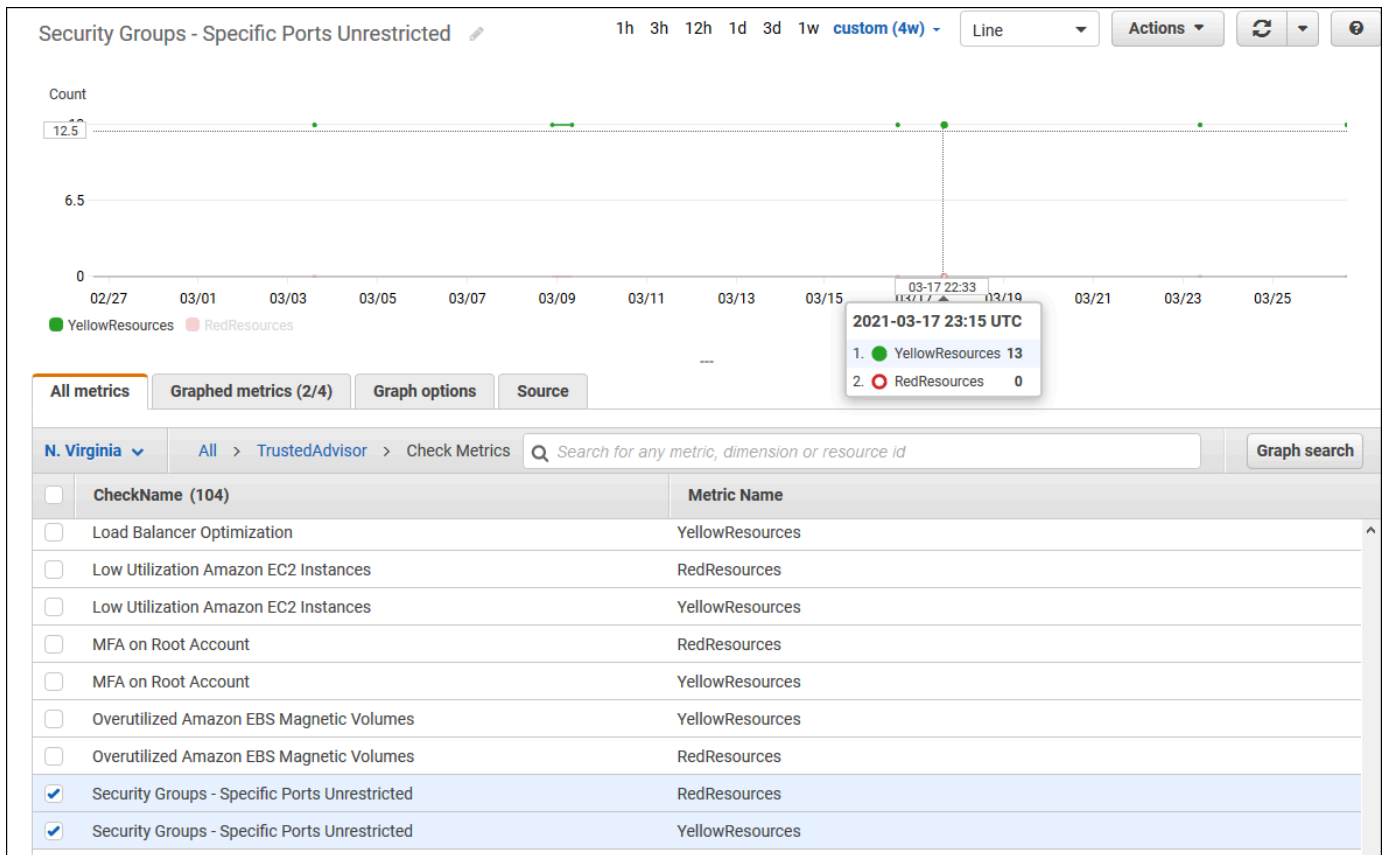 Security Groups - Specific Ports Unrestricted 1h 3h 12h 1d 3d 1w custom (4w) Line Actions
Count
12.5
6.5
0
02/27 03/01 03/03 03/05 03/07 03/09 03/11 03/13 03/15 03/17 03/19 03/21 03/23 03/25
03-17 22:33
YellowResources RedResources
2021-03-17 23:15 UTC
1. YellowResources 13
2. RedResources 0
All metrics Graphed metrics (2/4) Graph options Source
N. Virginia All > TrustedAdvisor > Check Metrics Search for any metric, dimension or resource id Graph search
CheckName (104) Metric Name
Load Balancer Optimization YellowResources
Low Utilization Amazon EC2 Instances RedResources
Low Utilization Amazon EC2 Instances YellowResources
MFA on Root Account RedResources
MFA on Root Account YellowResources
Overutilized Amazon EBS Magnetic Volumes YellowResources
Overutilized Amazon EBS Magnetic Volumes RedResources
Security Groups - Specific Ports Unrestricted RedResources
Security Groups - Specific Ports Unrestricted YellowResources